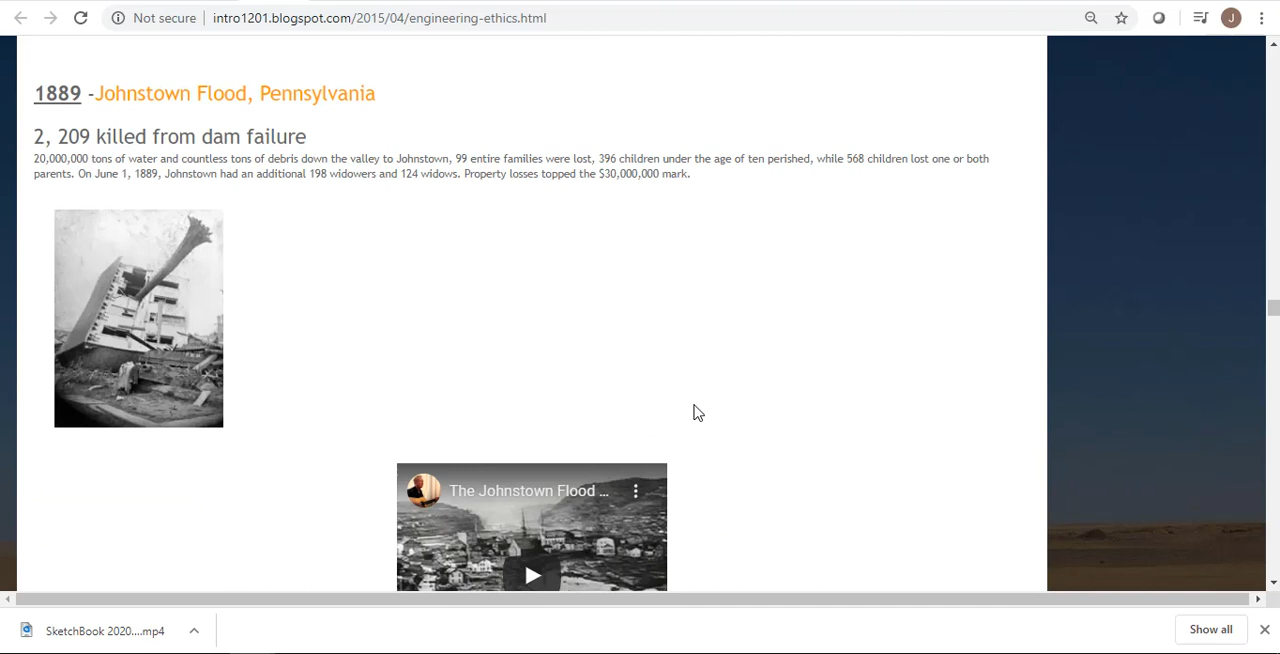 Not secure
intro1201.blogspot.com/2015/04/engineering-ethics.html
J
1889 -Johnstown Flood, Pennsylvania
2, 209 killed from dam failure
20,000,000 tons of water and countless tons of debris down the valley to Johnstown, 99 entire families were lost, 396 children under the age of ten perished, while 568 children lost one or both
parents. On June 1, 1889, Johnstown had an additional 198 widowers and 124 widows. Property losses topped the $30,000,000 mark.
The Johnstown Flood ...
SketchBook 2020....mp4
Show all